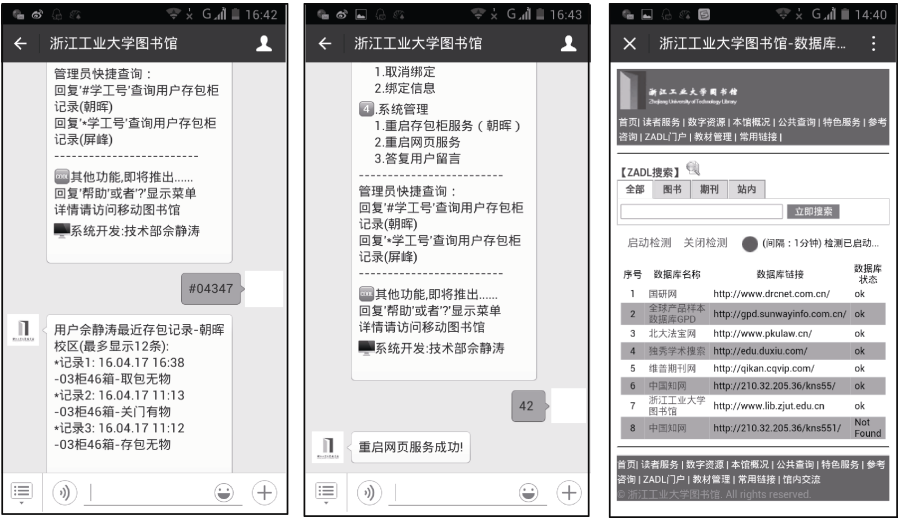 G 16:42
浙江工业大学图书馆
管理员快捷查询：
回复'#学工号'查询用户存包柜
记录(朝晖)
回复'*学工号'查询用户存包柜
记录(屏峰)
------------------------
其他功能,即将推出......
回复'帮助'或者'?'显示菜单
详情请访问移动图书馆
系统开发:技术部佘静涛
#04347
用户余静涛最近存包记录-朝晖
校区(最多显示12条):
*记录1: 16.04.17 16:38
-03柜46箱-取包无物
*记录2: 16.04.17 11:13
-03柜46箱-关门有物
*记录3: 16.04.17 11:12
-03柜46箱-存包无物
G 16:43
浙江工业大学图书馆
1.取消绑定
2.绑定信息
4.系统管理
1.重启存包柜服务（朝晖）
2.重启网页服务
3.答复用户留言
------------------------
管理员快捷查询：
回复'#学工号'查询用户存包柜
记录(朝晖)
回复'*学工号'查询用户存包柜
记录(屏峰)
------------------------
其他功能,即将推出......
回复'帮助'或者'?'显示菜单
详情请访问移动图书馆
系统开发:技术部佘静涛
42
重启网页服务成功!
G 14:40
浙江工业大学图书馆-数据库...
浙江工业大学图书馆
Zhejiang University of Technology Library
首页| 读者服务 | 数字资源 | 本馆概况 | 公共查询 | 特色服务 | 参考
咨询 | ZADL门户 | 教材管理 | 常用链接 |
【ZADL搜索】
全部 图书 期刊 站内
立即搜索
启动检测 关闭检测 (间隔：1分钟) 检测已启动...
序号 数据库名称 数据库链接 数据库
状态
1 国研网 http://www.drcnet.com.cn/ ok
2 全球产品样本
数据库GPD http://gpd.sunwayinfo.com.cn/ ok
3 北大法宝网 http://www.pkulaw.cn/ ok
4 独秀学术搜索 http://edu.duxiu.com/ ok
5 维普期刊网 http://qikan.cqvip.com/ ok
6 中国知网 http://210.32.205.36/kns55/ ok
7 浙江工业大学
图书馆 http://www.lib.zjut.edu.cn ok
8 中国知网 http://210.32.205.36/kns551/ Not
Found
首页| 读者服务 | 数字资源 | 本馆概况 | 公共查询 | 特色服务 | 参考
咨询 | ZADL门户 | 教材管理 | 常用链接 | 馆内交流
© 浙江工业大学图书馆. All rights reserved.